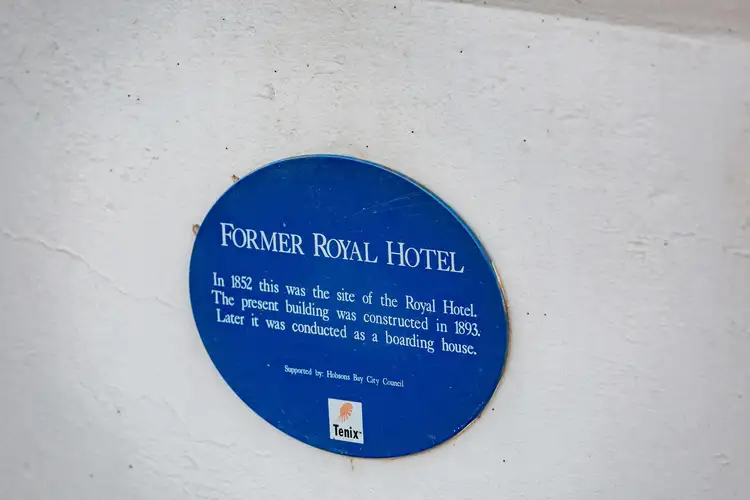 FORMER ROYAL HOTEL
In 1852 this was the site of the Royal Hotel.
The present building was constructed in 1893.
Later it was conducted as a boarding house.
Supported by: Hobsons Bay City Council
Tenix™